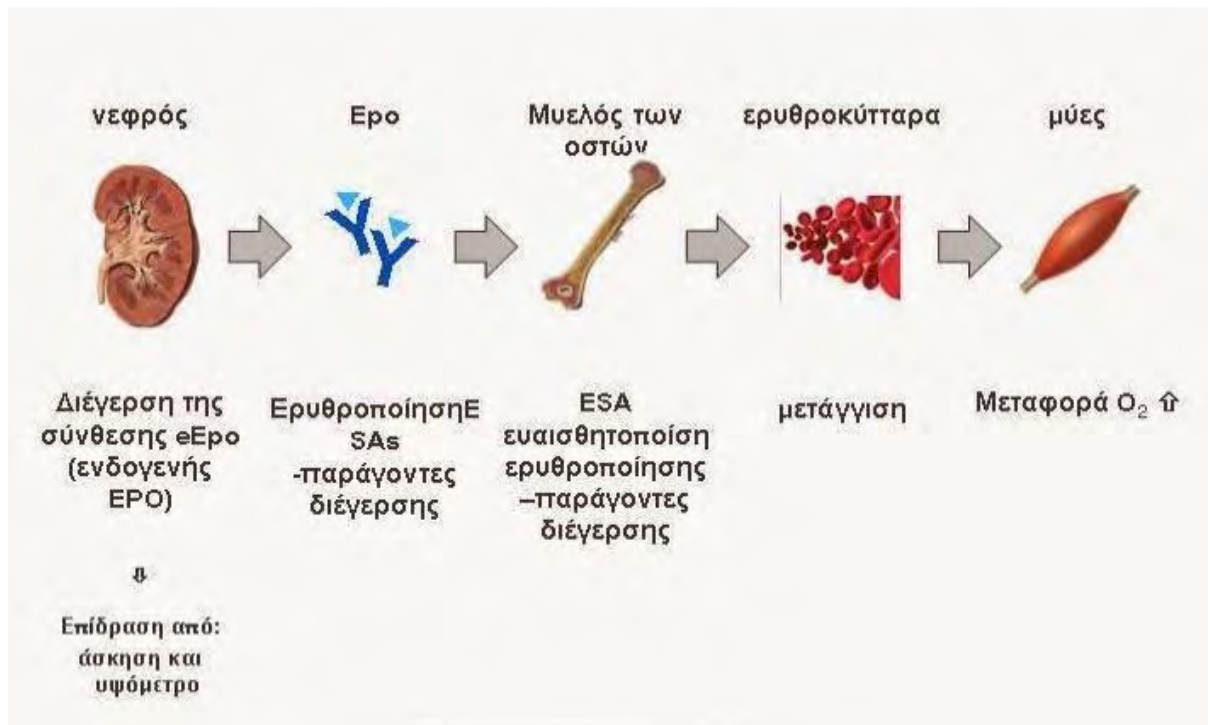 νεφρός
Epo
Μυελός των
οστών
ερυθροκύτταρα
μύες
Διέγερση της
σύνθεσης eEpo
(ενδογενής
EPO)
ΕρυθροποίησηE
SAs
-παράγοντες
διέγερσης
ESA
ευαισθητοποίση
ερυθροποίησης
–παράγοντες
διέγερσης
μετάγγιση
Μεταφορά O₂ ⇧
⇩
Επίδραση από:
άσκηση και
υψόμετρο